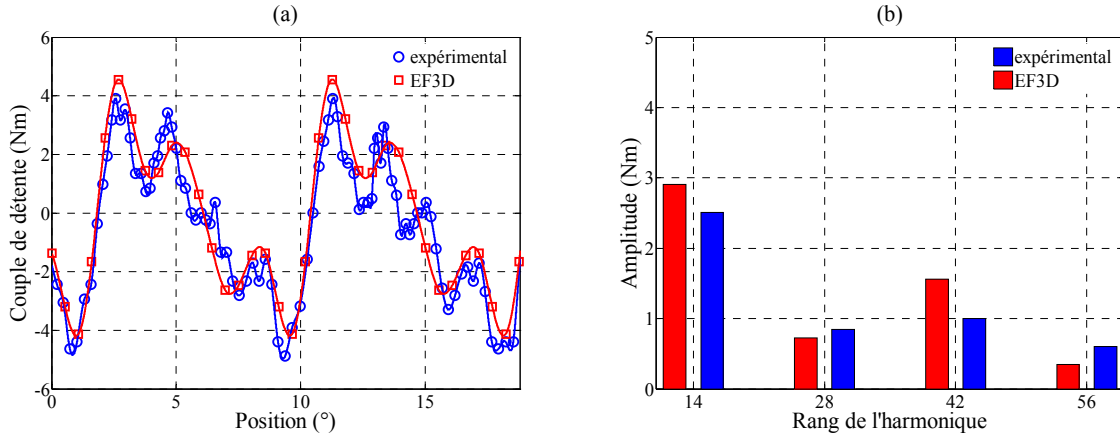 (a)
Couple de détente (Nm)
6
4
2
0
-2
-4
-6
expérimental
EF3D
0
5
10
15
Position (°)
(b)
Amplitude (Nm)
5
4
3
2
1
0
expérimental
EF3D
14
28
42
56
Rang de l'harmonique